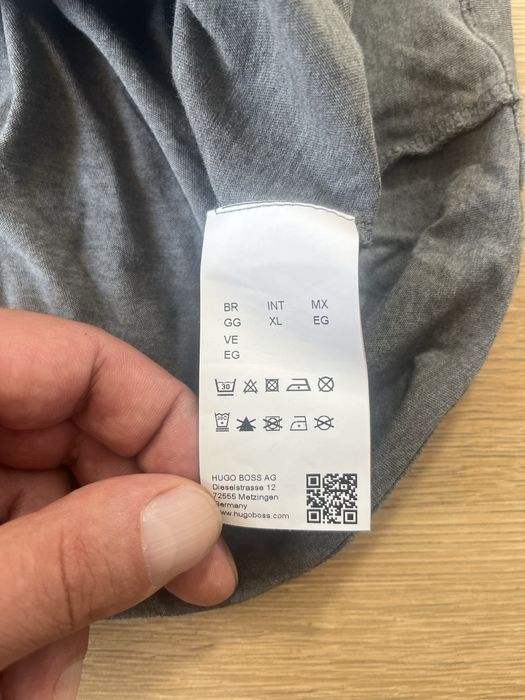 BR INT MX
GG XL EG
VE
EG
30
HUGO BOSS AG
Dieselstrasse 12
72555 Metzingen
Germany
www.hugoboss.com